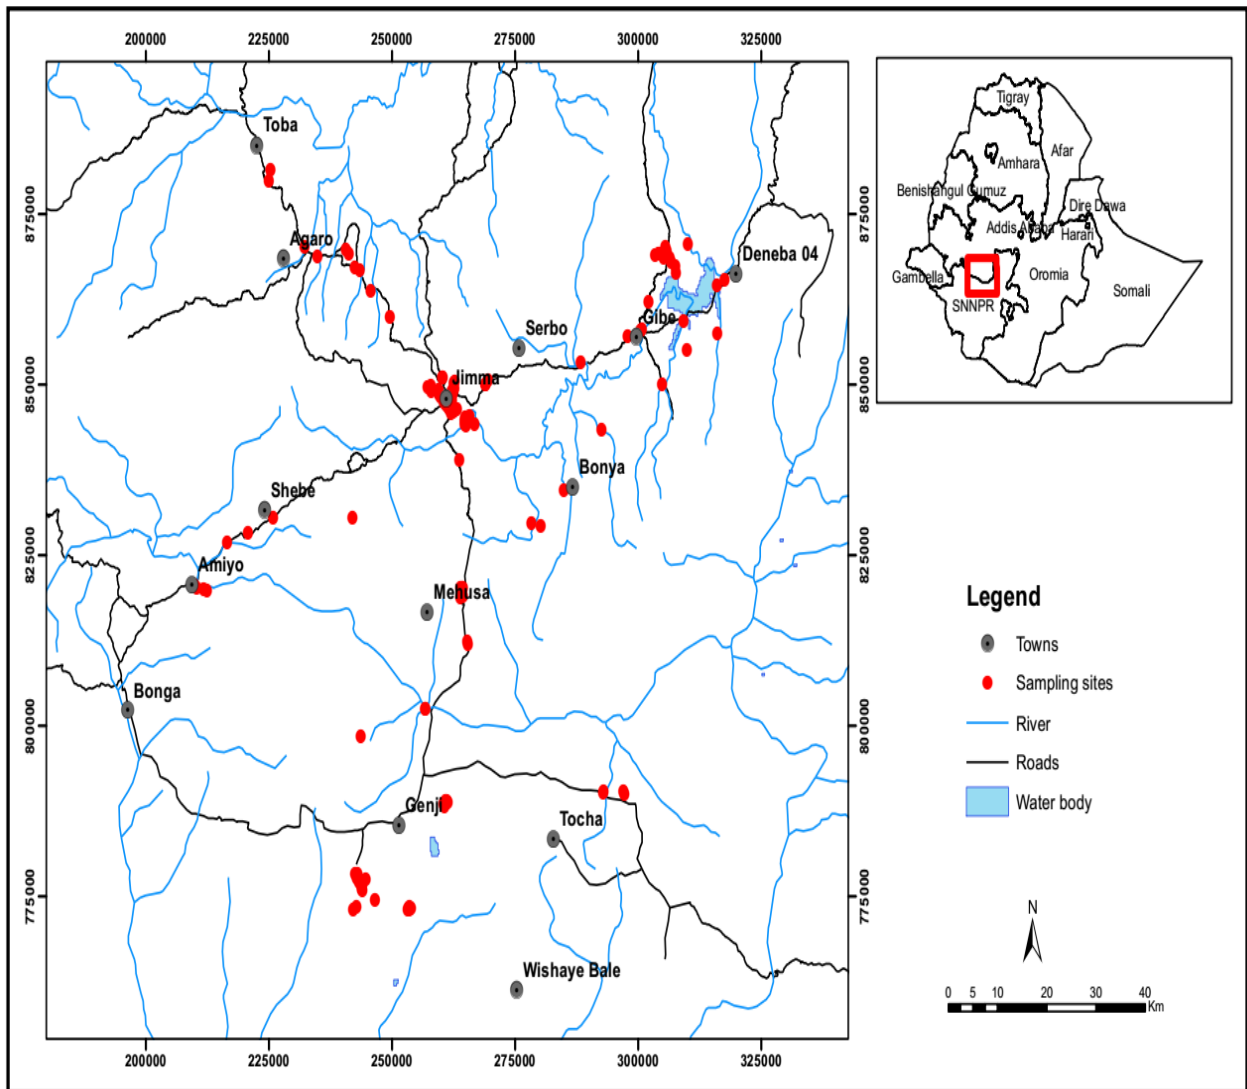 200000 225000 250000 275000 300000 325000
Toba
875000
875000
Agaro
Deneba 04
Gibe
Serbo
Jimma
850000
850000
Bonya
Shebe
825000
825000
Amiyo
Mehusa
Bonga
800000
800000
Genji
Tocha
775000
775000
Wishaye Bale
200000 225000 250000 275000 300000 325000
Tigray
Afar
Amhara
Benishangul Gumuz
Dire Dawa
Addis Ababa
Harari
Gambella
Oromia
Somali
SNNPR
Legend
Towns
Sampling sites
River
Roads
Water body
N
0 5 10 20 30 40
Km